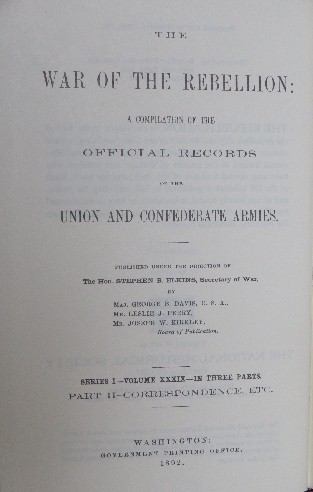 THE
WAR OF THE REBELLION:
A COMPILATION OF THE
OFFICIAL RECORDS
OF THE
UNION AND CONFEDERATE ARMIES.
PUBLISHED UNDER THE DIRECTION OF
The Hon. STEPHEN B. ELKINS, Secretary of War,
BY
MAJ. GEORGE B. DAVIS, U. S. A.,
MR. LESLIE J. PERRY,
MR. JOSEPH W. KIRKLEY,
Board of Publication.
SERIES I—VOLUME XXXIX—IN THREE PARTS.
PART II—CORRESPONDENCE, ETC.
WASHINGTON:
GOVERNMENT PRINTING OFFICE,
1892.